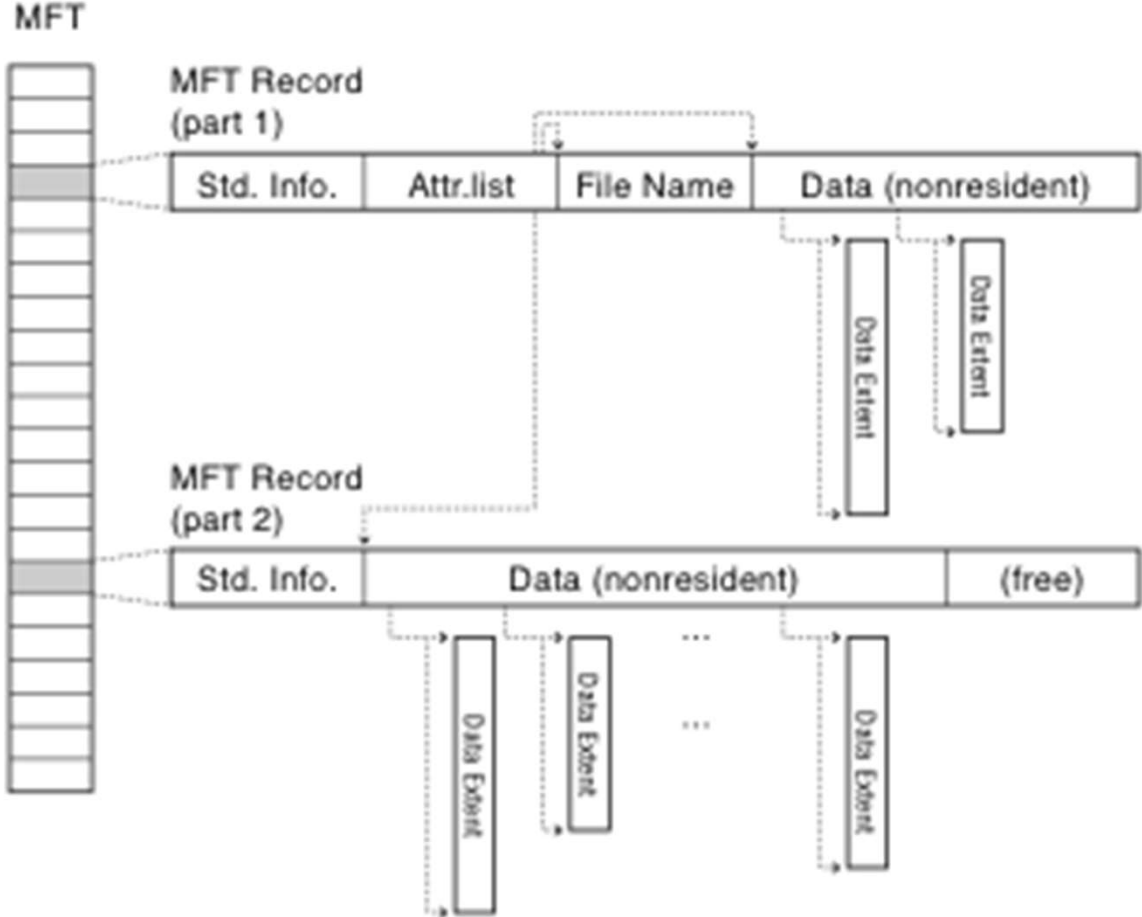 MFT
MFT Record
(part 1)
Std. Info.
Attr.list
File Name
Data (nonresident)
Data Extent
Data Extent
MFT Record
(part 2)
Std. Info.
Data (nonresident)
(free)
Data Extent
Data Extent
...
...
Data Extent